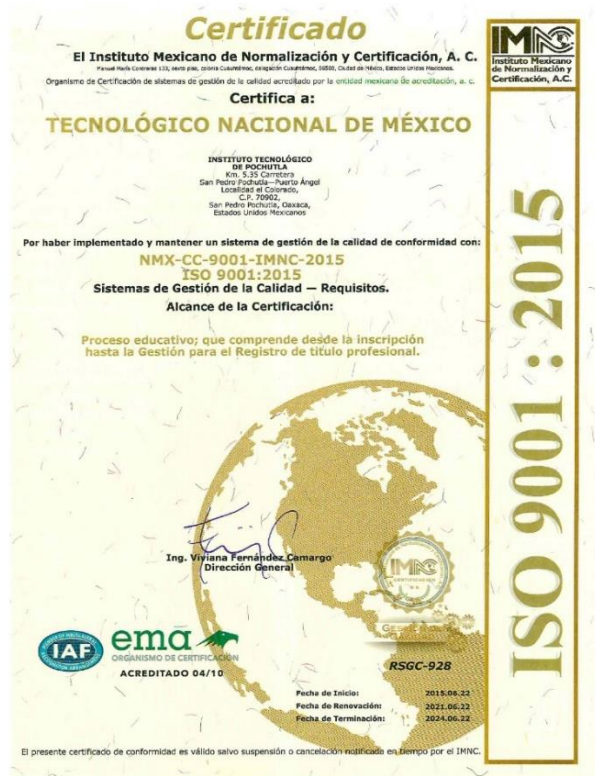 Certificado
El Instituto Mexicano de Normalización y Certificación, A. C.
Manuel María Contreras 133, sexto piso, colonia Cuauhtémoc, delegación Cuauhtémoc, 06500, Ciudad de México, Estados Unidos Mexicanos.
Organismo de Certificación de sistemas de gestión de la calidad acreditado por la entidad mexicana de acreditación, a. c.
Certifica a:
TECNOLÓGICO NACIONAL DE MÉXICO
INSTITUTO TECNOLÓGICO
DE POCHUTLA
Km. 5.35 Carretera
San Pedro Pochutla—Puerto Ángel
Localidad el Colorado,
C.P. 70902,
San Pedro Pochutla, Oaxaca,
Estados Unidos Mexicanos
Por haber implementado y mantener un sistema de gestión de la calidad de conformidad con:
NMX-CC-9001-IMNC-2015
ISO 9001:2015
Sistemas de Gestión de la Calidad — Requisitos.
Alcance de la Certificación:
Proceso educativo; que comprende desde la inscripción
hasta la Gestión para el Registro de título profesional.
Ing. Viviana Fernández Camargo
Dirección General
IAF
ema
ORGANISMO DE CERTIFICACIÓN
ACREDITADO 04/10
IMNC
RSGC-928
Fecha de Inicio: 2015.06.22
Fecha de Renovación: 2021.06.22
Fecha de Terminación: 2024.06.22
El presente certificado de conformidad es válido salvo suspensión o cancelación notificada en tiempo por el IMNC.
IMNC
Instituto Mexicano
de Normalización y
Certificación, A.C.
ISO 9001 : 2015